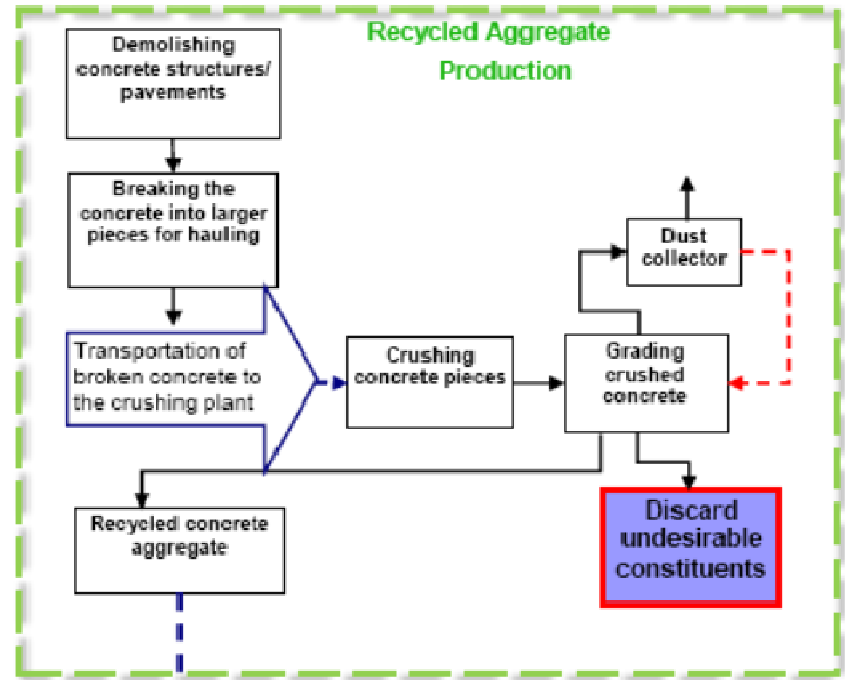 Recycled Aggregate
Production
Demolishing
concrete structures/
pavements
Breaking the
concrete into larger
pieces for hauling
Dust
collector
Transportation of
broken concrete to
the crushing plant
Crushing
concrete pieces
Grading
crushed
concrete
Recycled concrete
aggregate
Discard
undesirable
constituents